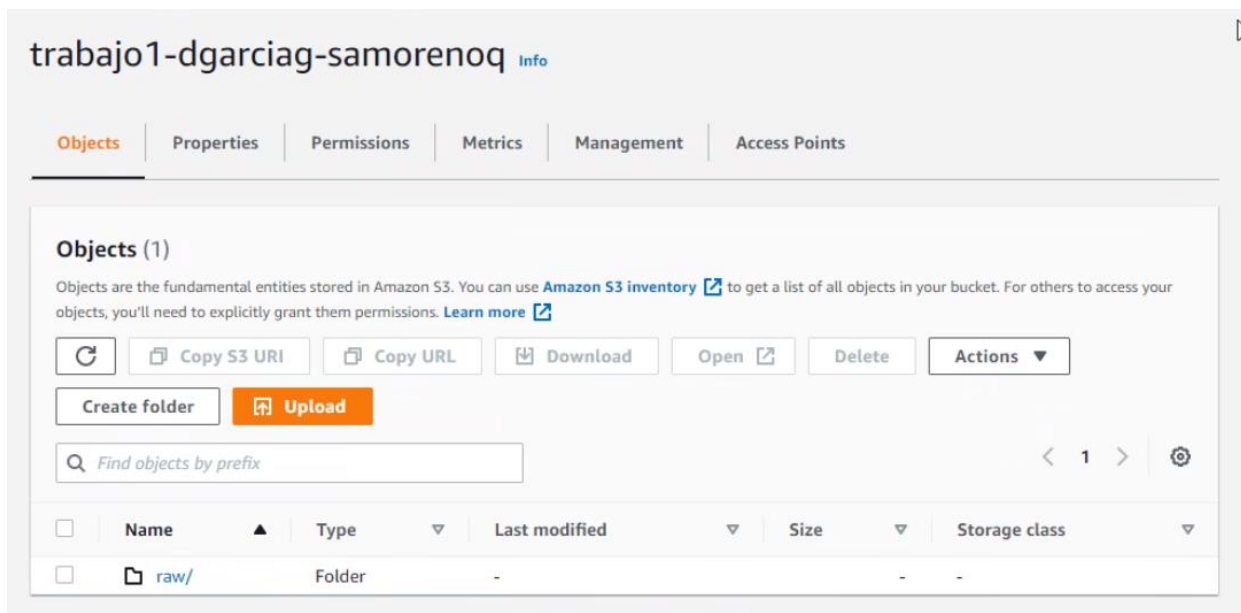 trabajo1-dgarciag-samorenoq Info
Objects Properties Permissions Metrics Management Access Points
Objects (1)
Objects are the fundamental entities stored in Amazon S3. You can use Amazon S3 inventory to get a list of all objects in your bucket. For others to access your
objects, you'll need to explicitly grant them permissions. Learn more
Copy S3 URI Copy URL Download Open Delete Actions
Create folder Upload
Find objects by prefix 1
Name Type Last modified Size Storage class
raw/ Folder - - -